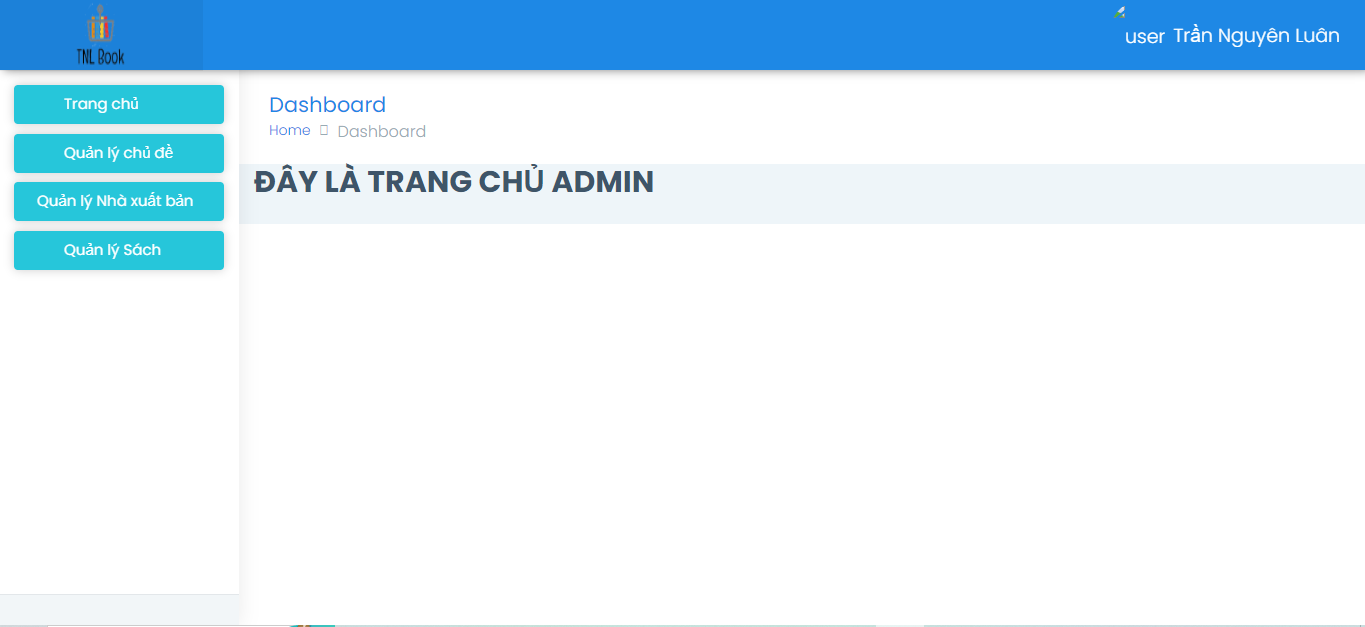 TNL Book
user Trần Nguyên Luân
Trang chủ
Quản lý chủ đề
Quản lý Nhà xuất bản
Quản lý Sách
Dashboard
Home Dashboard
ĐÂY LÀ TRANG CHỦ ADMIN